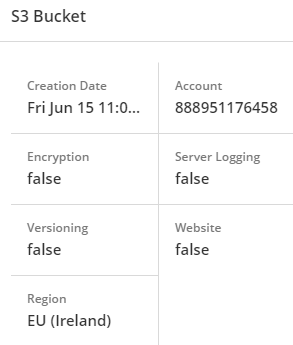 S3 Bucket
Creation Date
Fri Jun 15 11:0...
Account
888951176458
Encryption
false
Server Logging
false
Versioning
false
Website
false
Region
EU (Ireland)